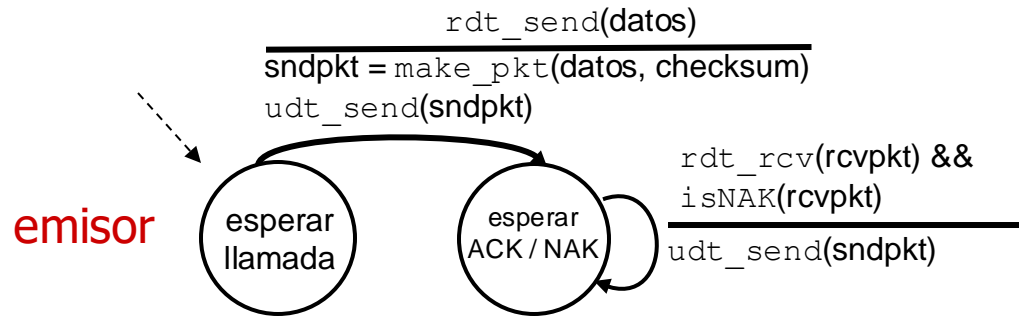 rdt_send(datos)
sndpkt = make_pkt(datos, checksum)
udt_send(sndpkt)
rdt_rcv(rcvpkt) &&
isNAK(rcvpkt)
udt_send(sndpkt)
emisor
esperar
llamada
esperar
ACK / NAK